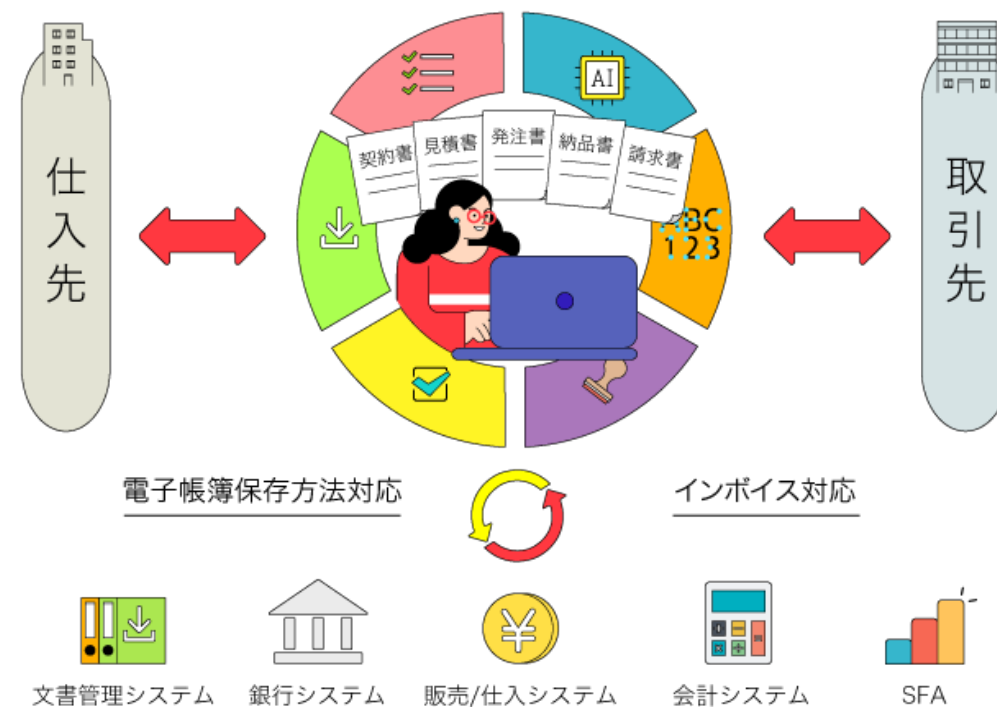 仕入先
契約書
見積書
発注書
納品書
請求書
AI
ABC
123
取引先
電子帳簿保存方法対応
インボイス対応
文書管理システム
銀行システム
販売/仕入システム
会計システム
SFA